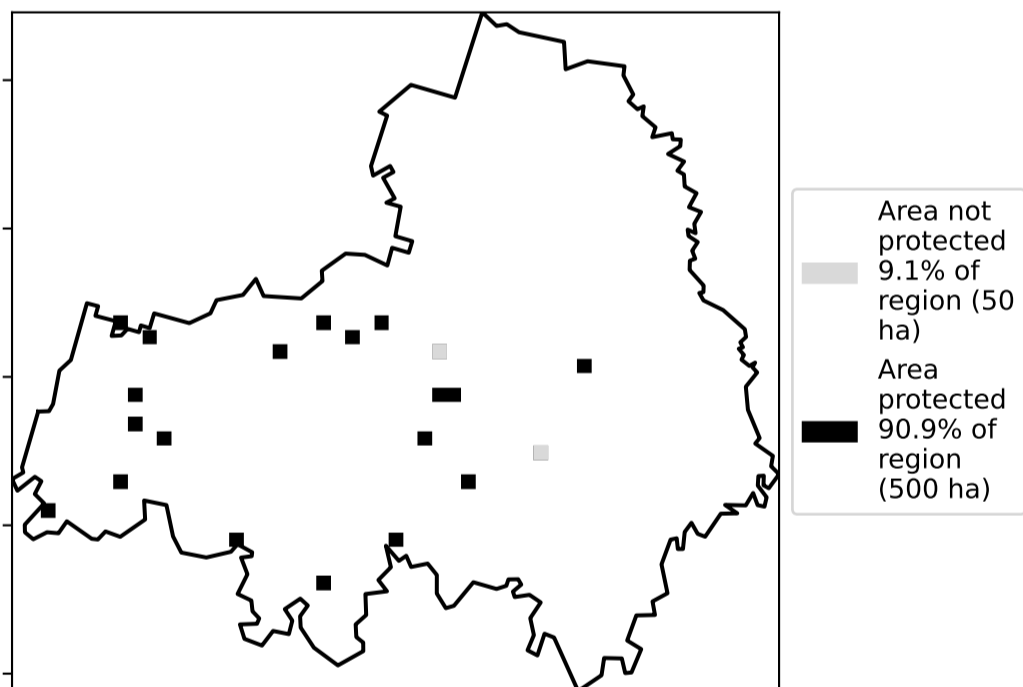 Area not
protected
9.1% of
region (50
ha)
Area
protected
90.9% of
region
(500 ha)